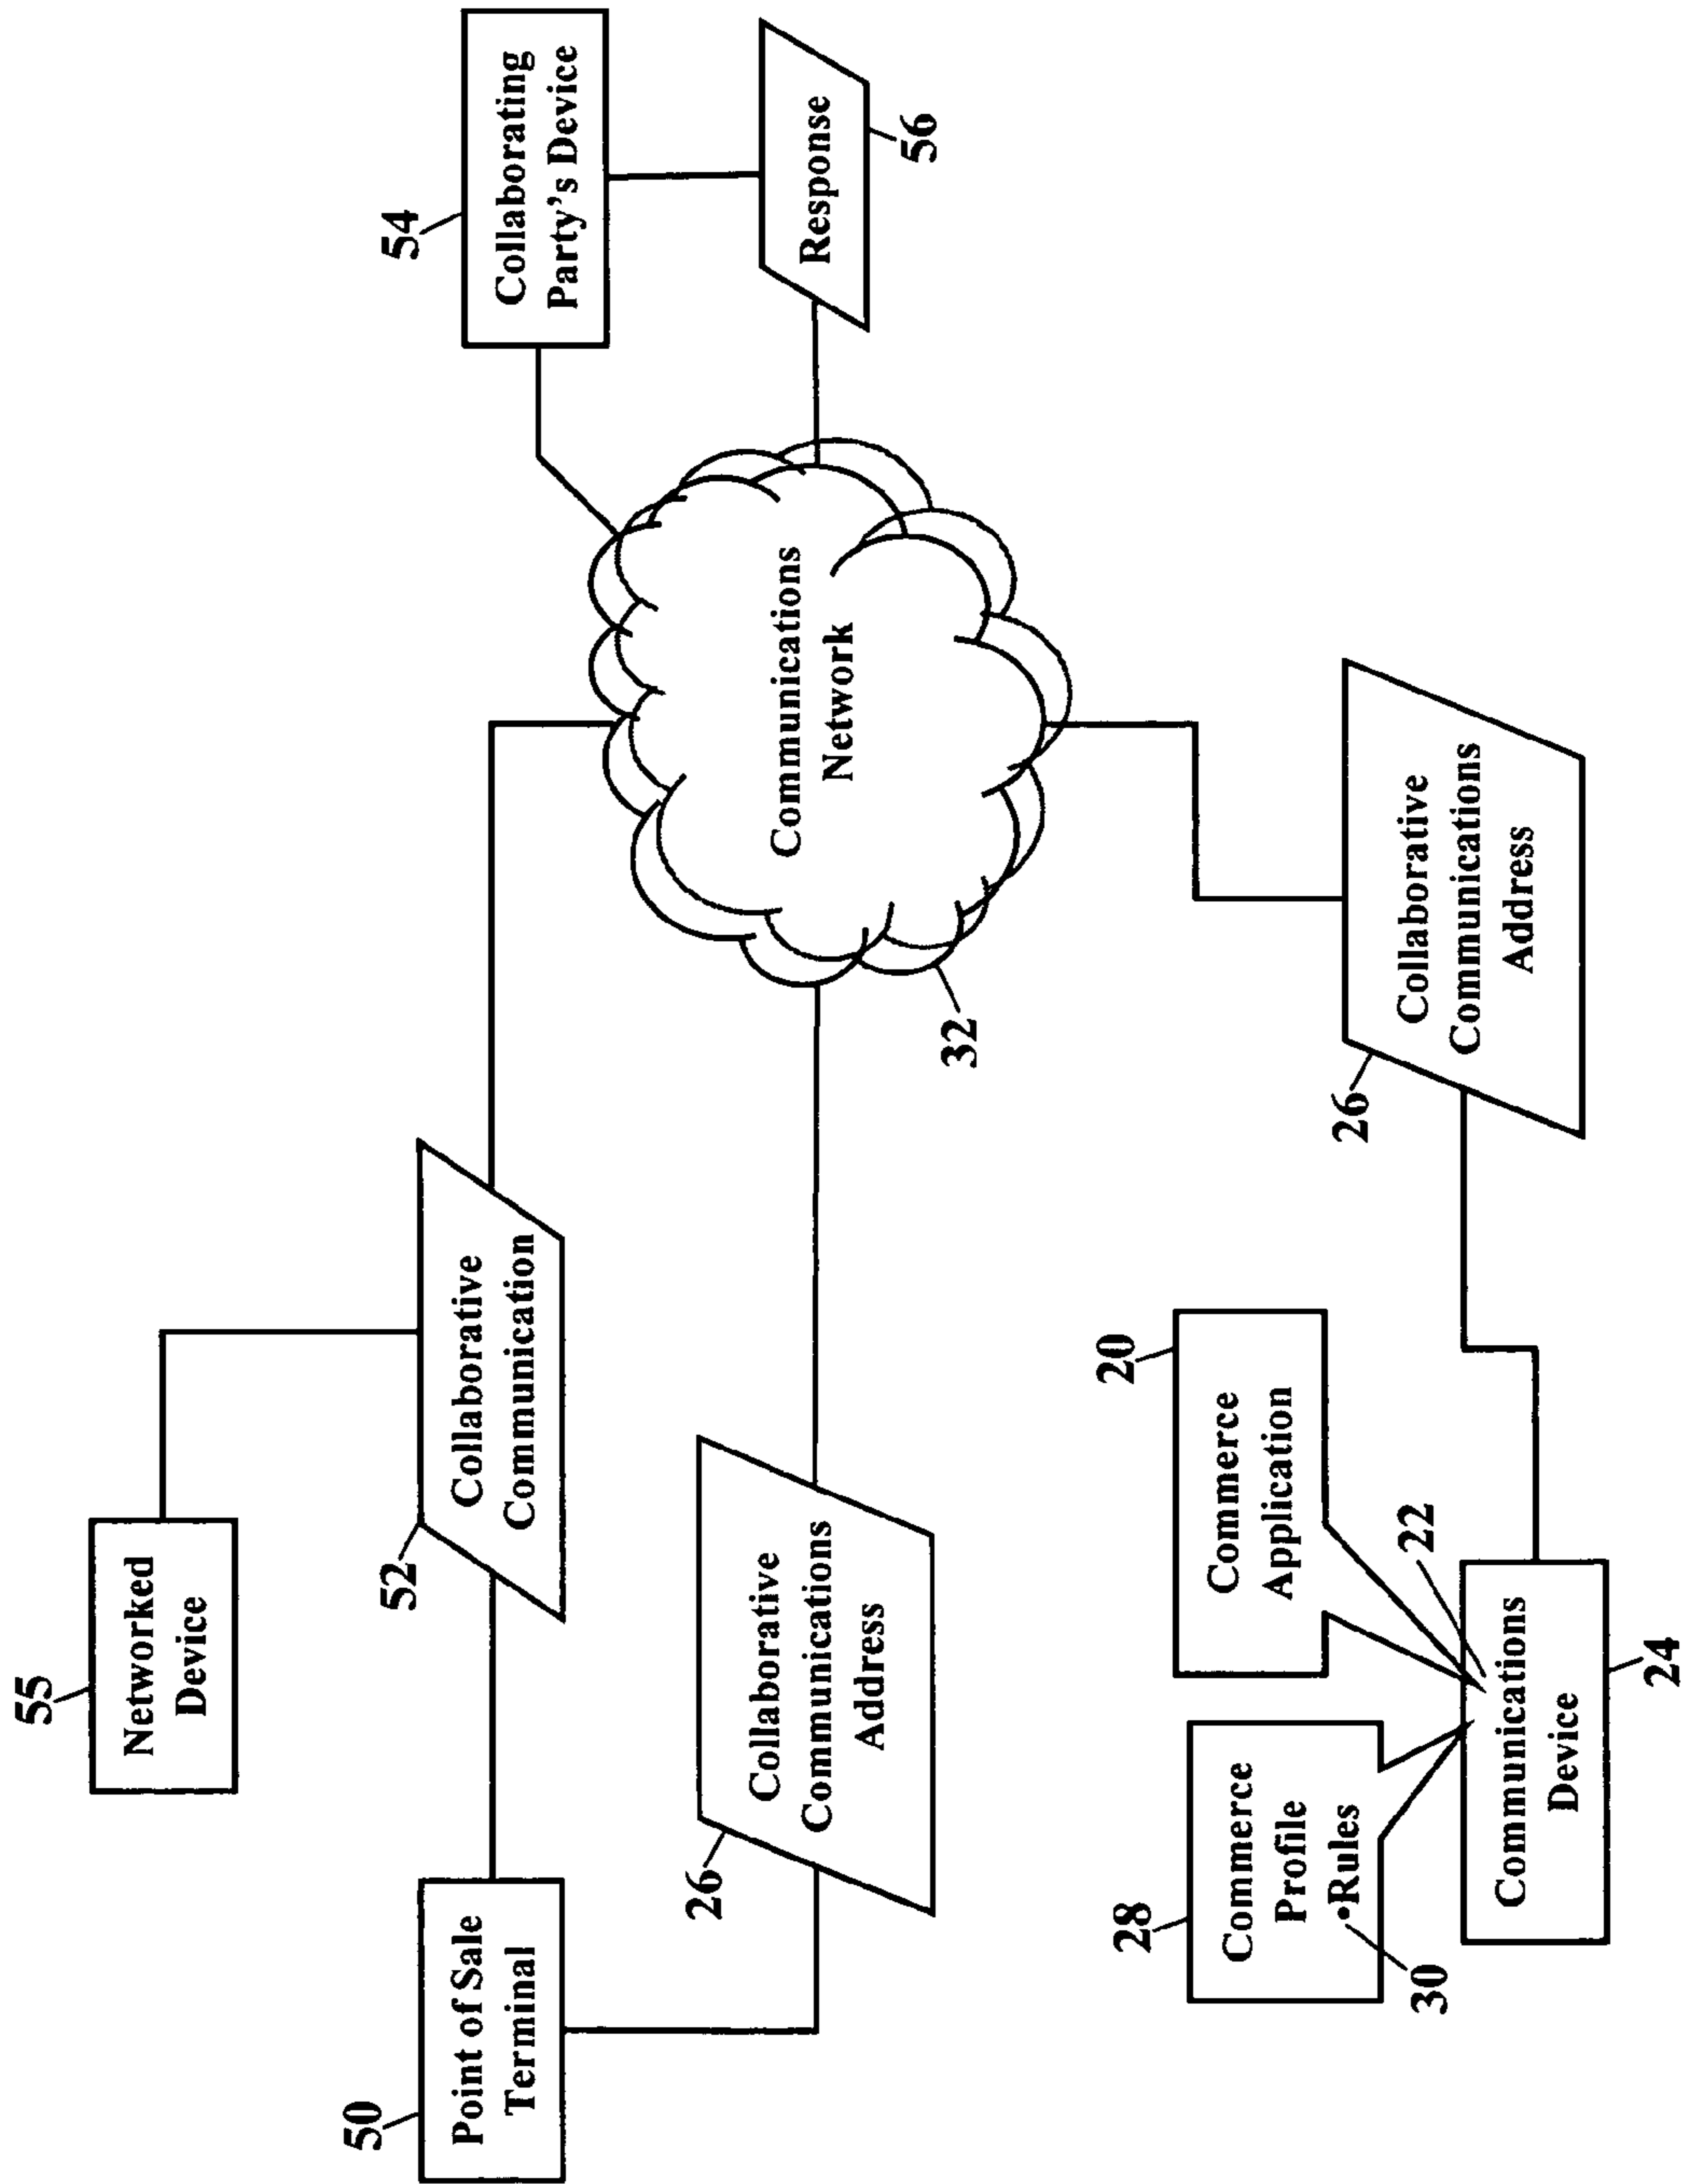 55
Networked
Device
54
Collaborating
Party's Device
50
Point of Sale
Terminal
52
Collaborative
Communication
Response
56
26
Collaborative
Communications
Address
Communications
Network
32
28
Commerce
Profile
•Rules
30
Commerce
Application
20
22
Communications
Device
24
26
Collaborative
Communications
Address